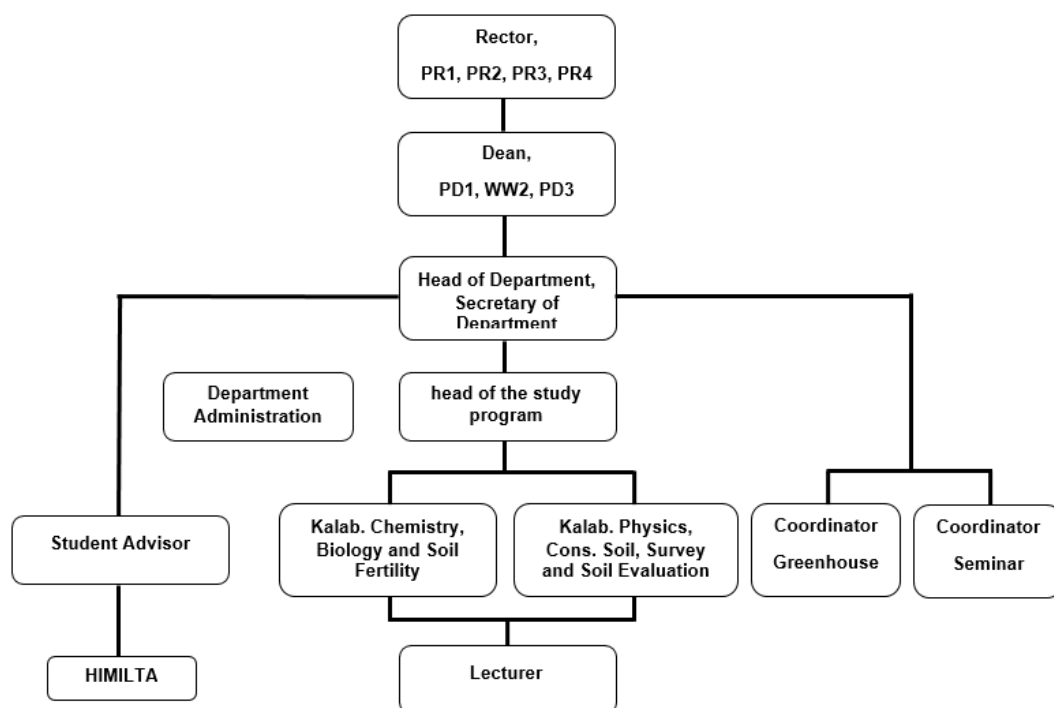 Rector,
PR1, PR2, PR3, PR4
Dean,
PD1, WW2, PD3
Head of Department,
Secretary of
Department
Department
Administration
head of the study
program
Student Advisor
Kalab. Chemistry,
Biology and Soil
Fertility
Kalab. Physics,
Cons. Soil, Survey
and Soil Evaluation
Coordinator
Greenhouse
Coordinator
Seminar
HIMILTA
Lecturer